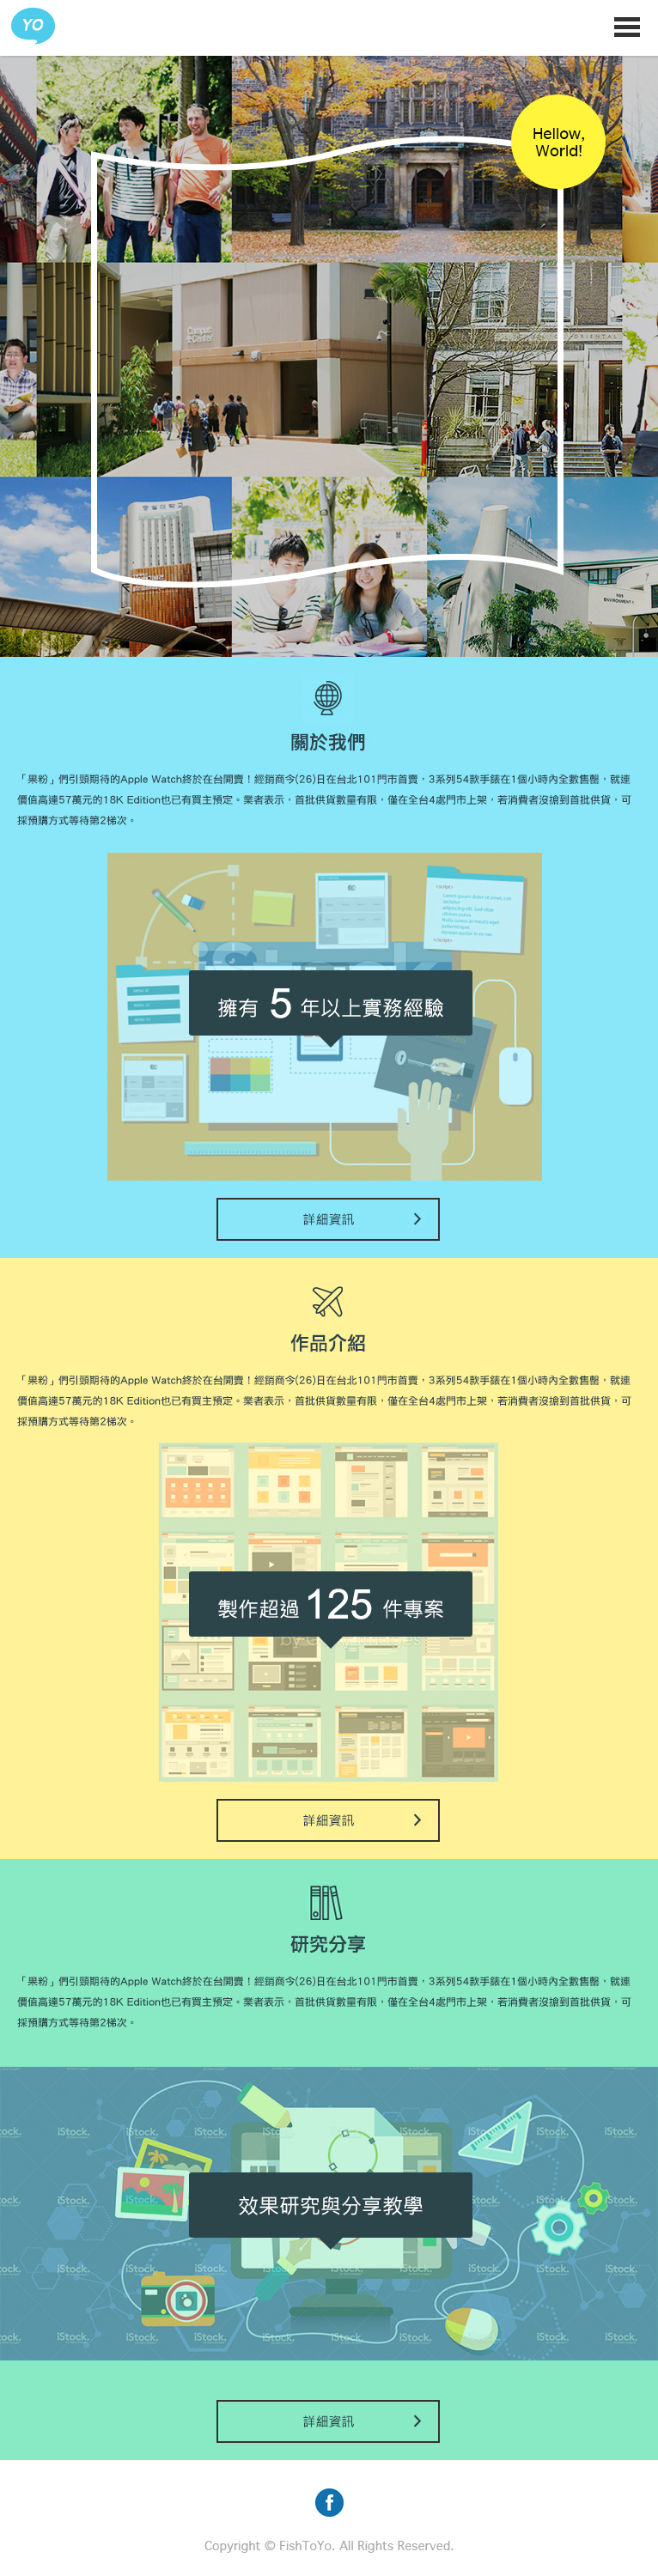 YO
Hellow,
World!
Campus
Center
ORIENTAL
關於我們
「果粉」們引頸期待的Apple Watch終於在台開賣！經銷商今(26)日在台北101門市首賣，3系列54款手錶在1個小時內全數售罄，就連
價值高達57萬元的18K Edition也已有買主預定。業者表示，首批供貨數量有限，僅在全台4處門市上架，若消費者沒搶到首批供貨，可
採預購方式等待第2梯次。
擁有 5 年以上實務經驗
詳細資訊
作品介紹
「果粉」們引頸期待的Apple Watch終於在台開賣！經銷商今(26)日在台北101門市首賣，3系列54款手錶在1個小時內全數售罄，就連
價值高達57萬元的18K Edition也已有買主預定。業者表示，首批供貨數量有限，僅在全台4處門市上架，若消費者沒搶到首批供貨，可
採預購方式等待第2梯次。
製作超過 125 件專案
詳細資訊
研究分享
「果粉」們引頸期待的Apple Watch終於在台開賣！經銷商今(26)日在台北101門市首賣，3系列54款手錶在1個小時內全數售罄，就連
價值高達57萬元的18K Edition也已有買主預定。業者表示，首批供貨數量有限，僅在全台4處門市上架，若消費者沒搶到首批供貨，可
採預購方式等待第2梯次。
iStock.
效果研究與分享教學
詳細資訊
Copyright © FishToYo. All Rights Reserved.